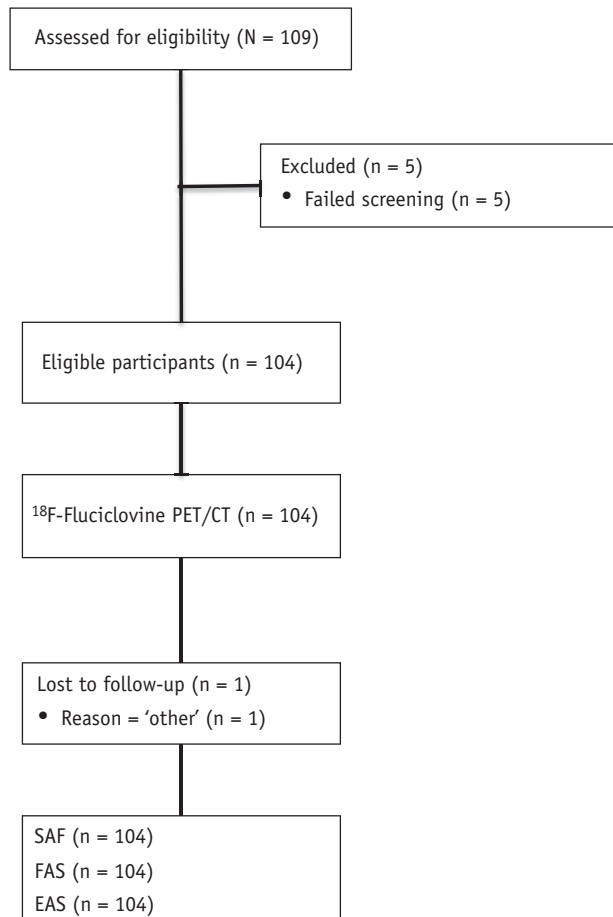 Assessed for eligibility (N = 109)
Excluded (n = 5)
• Failed screening (n = 5)
Eligible participants (n = 104)
¹⁸F-Fluciclovine PET/CT (n = 104)
Lost to follow-up (n = 1)
• Reason = ‘other’ (n = 1)
SAF (n = 104)
FAS (n = 104)
EAS (n = 104)